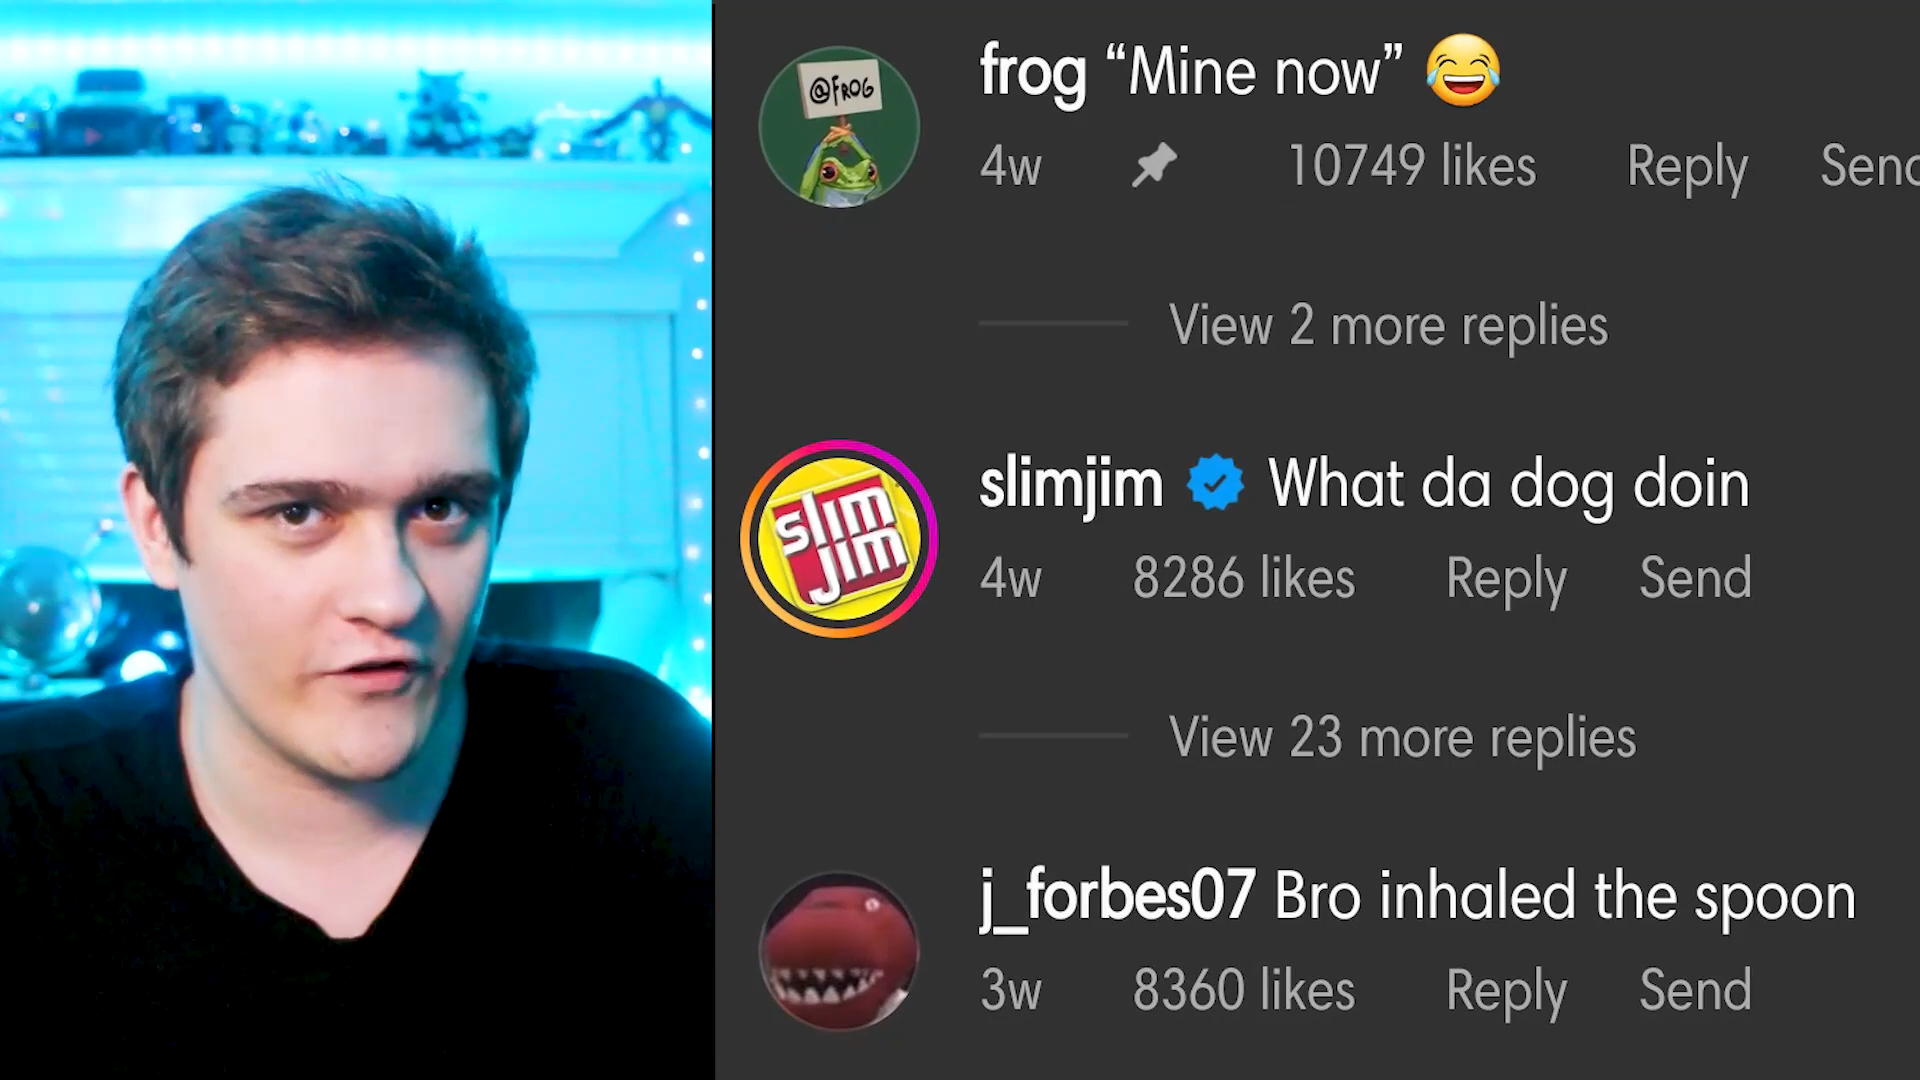 @FROG
frog “Mine now” 😂
4w 10749 likes Reply Send
View 2 more replies
slim jim
slimjim What da dog doin
4w 8286 likes Reply Send
View 23 more replies
j_forbes07 Bro inhaled the spoon
3w 8360 likes Reply Send